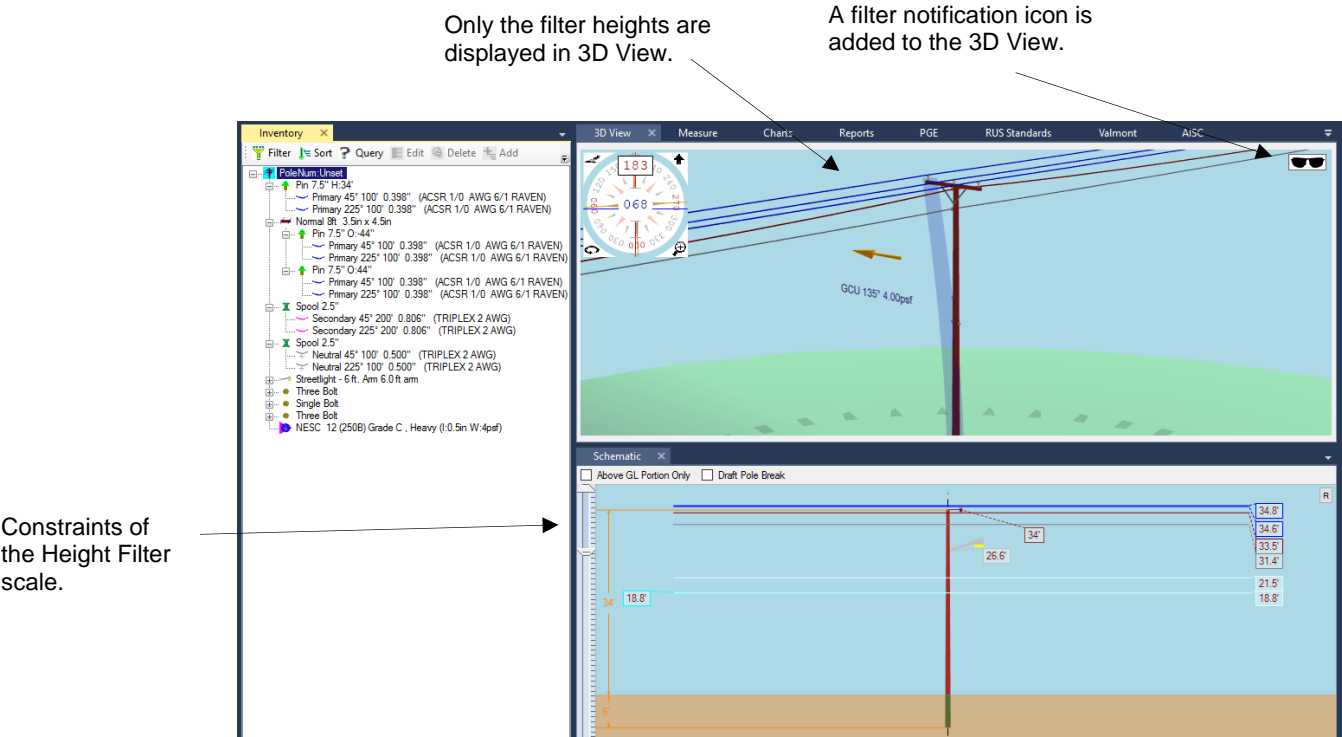 Only the filter heights are
displayed in 3D View.
A filter notification icon is
added to the 3D View.
Constraints of
the Height Filter
scale.
Inventory
Filter Sort Query Edit Delete Add
PoleNum:Unset
Pin 7.5" H:34'
Primary 45° 100' 0.398" (ACSR 1/0 AWG 6/1 RAVEN)
Primary 225° 100' 0.398" (ACSR 1/0 AWG 6/1 RAVEN)
Normal 8ft 3.5in x 4.5in
Pin 7.5" O:-44"
Primary 45° 100' 0.398" (ACSR 1/0 AWG 6/1 RAVEN)
Primary 225° 100' 0.398" (ACSR 1/0 AWG 6/1 RAVEN)
Pin 7.5" O:44"
Primary 45° 100' 0.398" (ACSR 1/0 AWG 6/1 RAVEN)
Primary 225° 100' 0.398" (ACSR 1/0 AWG 6/1 RAVEN)
Spool 2.5"
Secondary 45° 200' 0.806" (TRIPLEX 2 AWG)
Secondary 225° 200' 0.806" (TRIPLEX 2 AWG)
Spool 2.5"
Neutral 45° 100' 0.500" (TRIPLEX 2 AWG)
Neutral 225° 100' 0.500" (TRIPLEX 2 AWG)
Streetlight - 6 ft. Arm 6.0 ft arm
Three Bolt
Single Bolt
Three Bolt
NESC 12 (250B) Grade C , Heavy (I:0.5in W:4psf)
3D View Measure Charts Reports PGE RUS Standards Valmont AISC
183
068
GCU 135° 4.00psf
Schematic
Above GL Portion Only Draft Pole Break
R
34.8'
34.6'
34'
33.5'
26.6'
31.4'
21.5'
34' 18.8' 18.8'
6'